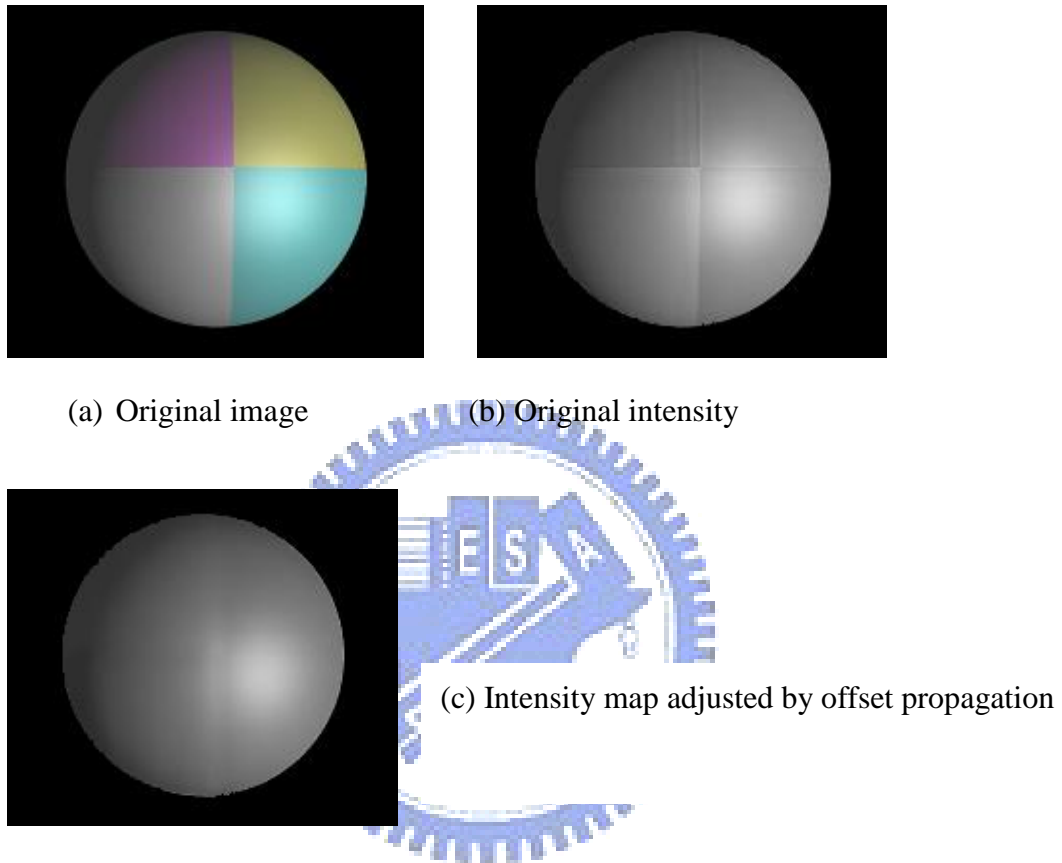 (a) Original image
(b) Original intensity
E S A
(c) Intensity map adjusted by offset propagation